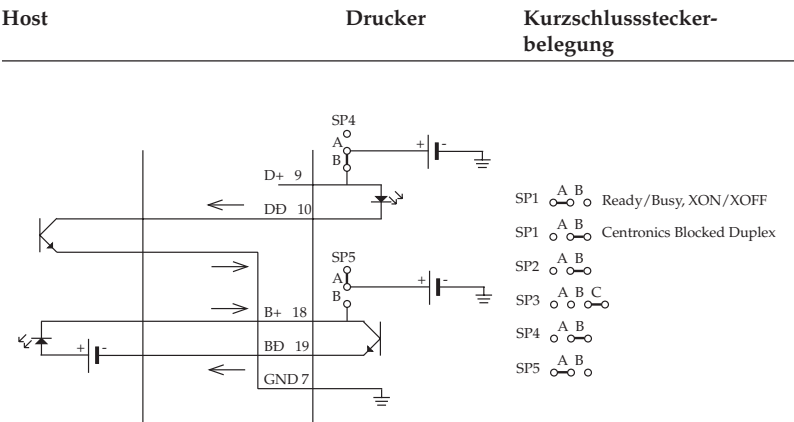 Host Drucker Kurzschlussstecker-
belegung
SP4
A
B
+ -
D+ 9
DÐ 10
SP5
A
B
+ -
B+ 18
BÐ 19
+ -
GND 7
SP1 A B Ready/Busy, XON/XOFF
SP1 A B Centronics Blocked Duplex
SP2 A B
SP3 A B C
SP4 A B
SP5 A B